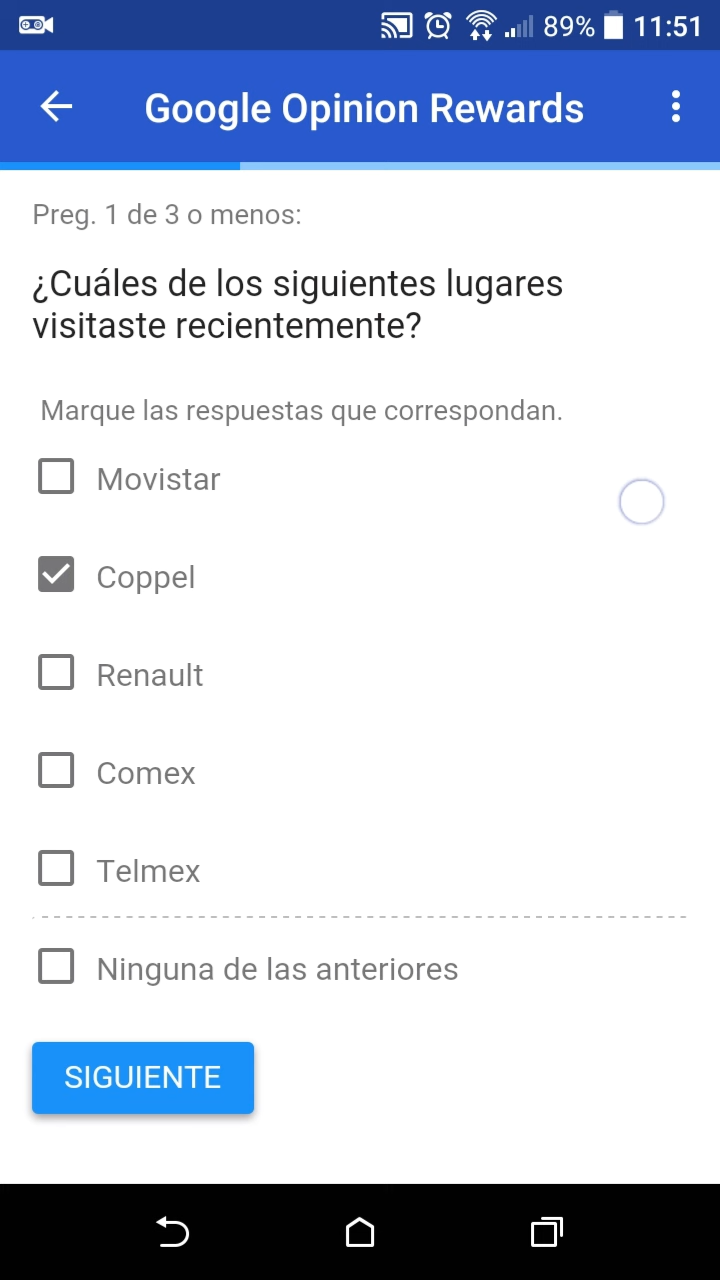 89% 11:51
Google Opinion Rewards
Preg. 1 de 3 o menos:
¿Cuáles de los siguientes lugares
visitaste recientemente?
Marque las respuestas que correspondan.
Movistar
Coppel
Renault
Comex
Telmex
Ninguna de las anteriores
SIGUIENTE